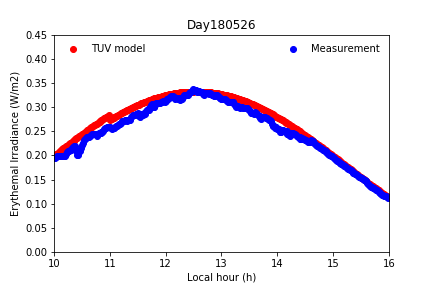 Day180526
Erythemal Irradiance (W/m2)
0.45
0.40
0.35
0.30
0.25
0.20
0.15
0.10
0.05
0.00
TUV model
Measurement
10 11 12 13 14 15 16
Local hour (h)